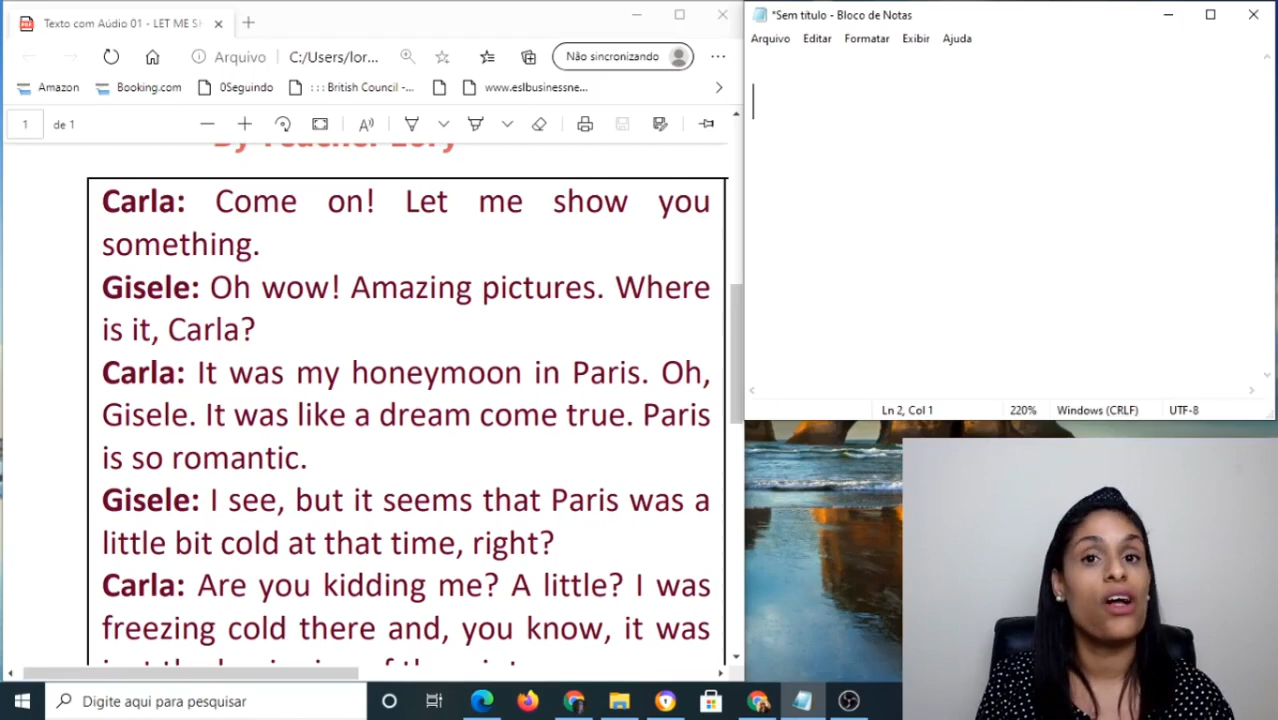 Texto com Aúdio 01 - LET ME S
Arquivo
C:/Users/lor...
Não sincronizando
Amazon
Booking.com
0Seguindo
: : : British Council -...
www.eslbusinessne...
1
de 1
By Teacher Lory
Carla: Come on! Let me show you
something.
Gisele: Oh wow! Amazing pictures. Where
is it, Carla?
Carla: It was my honeymoon in Paris. Oh,
Gisele. It was like a dream come true. Paris
is so romantic.
Gisele: I see, but it seems that Paris was a
little bit cold at that time, right?
Carla: Are you kidding me? A little? I was
freezing cold there and, you know, it was
*Sem título - Bloco de Notas
Arquivo Editar Formatar Exibir Ajuda
Ln 2, Col 1
220%
Windows (CRLF)
UTF-8
Digite aqui para pesquisar